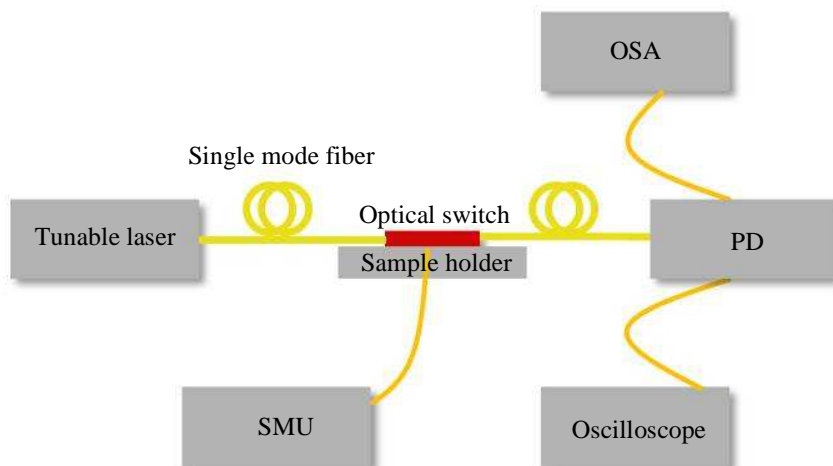 OSA
Single mode fiber
Optical switch
Tunable laser
PD
Sample holder
SMU
Oscilloscope